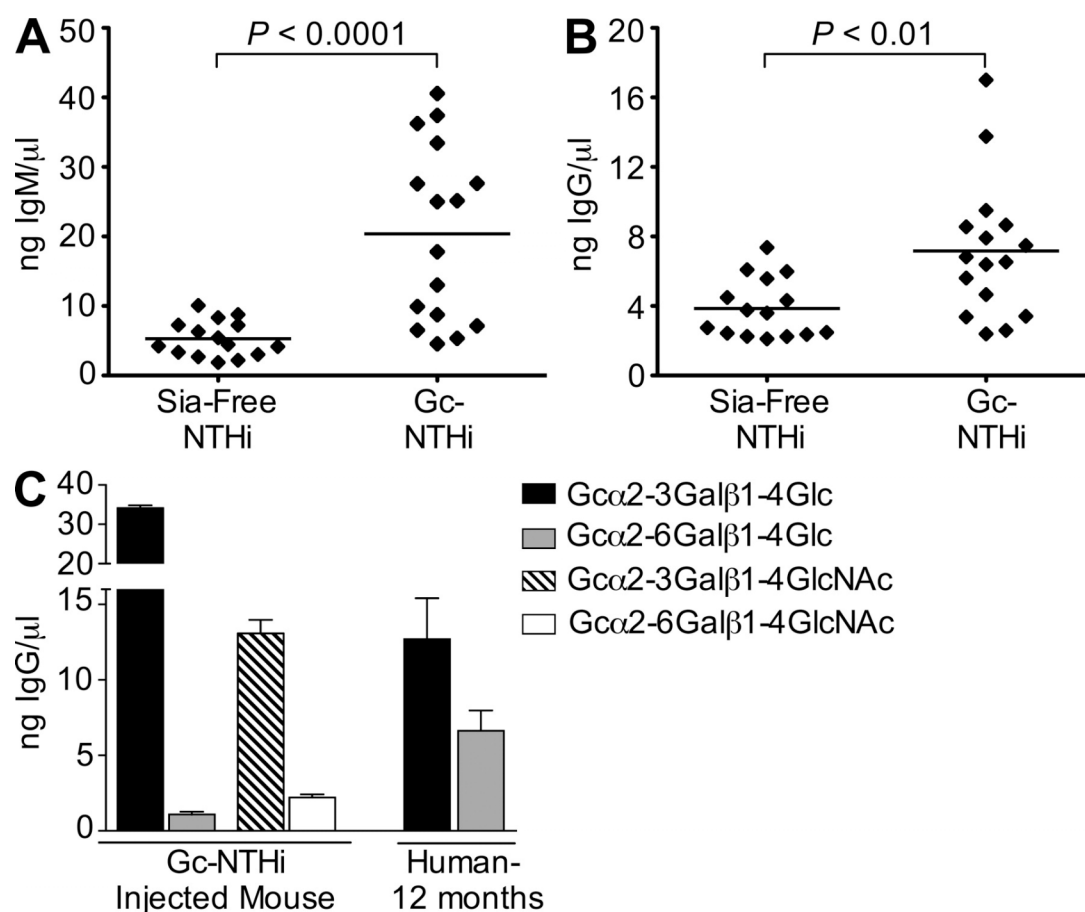 A
P < 0.0001
ng IgM/μl
50
40
30
20
10
0
Sia-Free
NTHi
Gc-
NTHi
B
P < 0.01
ng IgG/μl
20
16
12
8
4
0
Sia-Free
NTHi
Gc-
NTHi
C
ng IgG/μl
40
30
20
15
10
5
0
Gc-NTHi
Injected Mouse
Human-
12 months
Gcα2-3Galβ1-4Glc
Gcα2-6Galβ1-4Glc
Gcα2-3Galβ1-4GlcNAc
Gcα2-6Galβ1-4GlcNAc